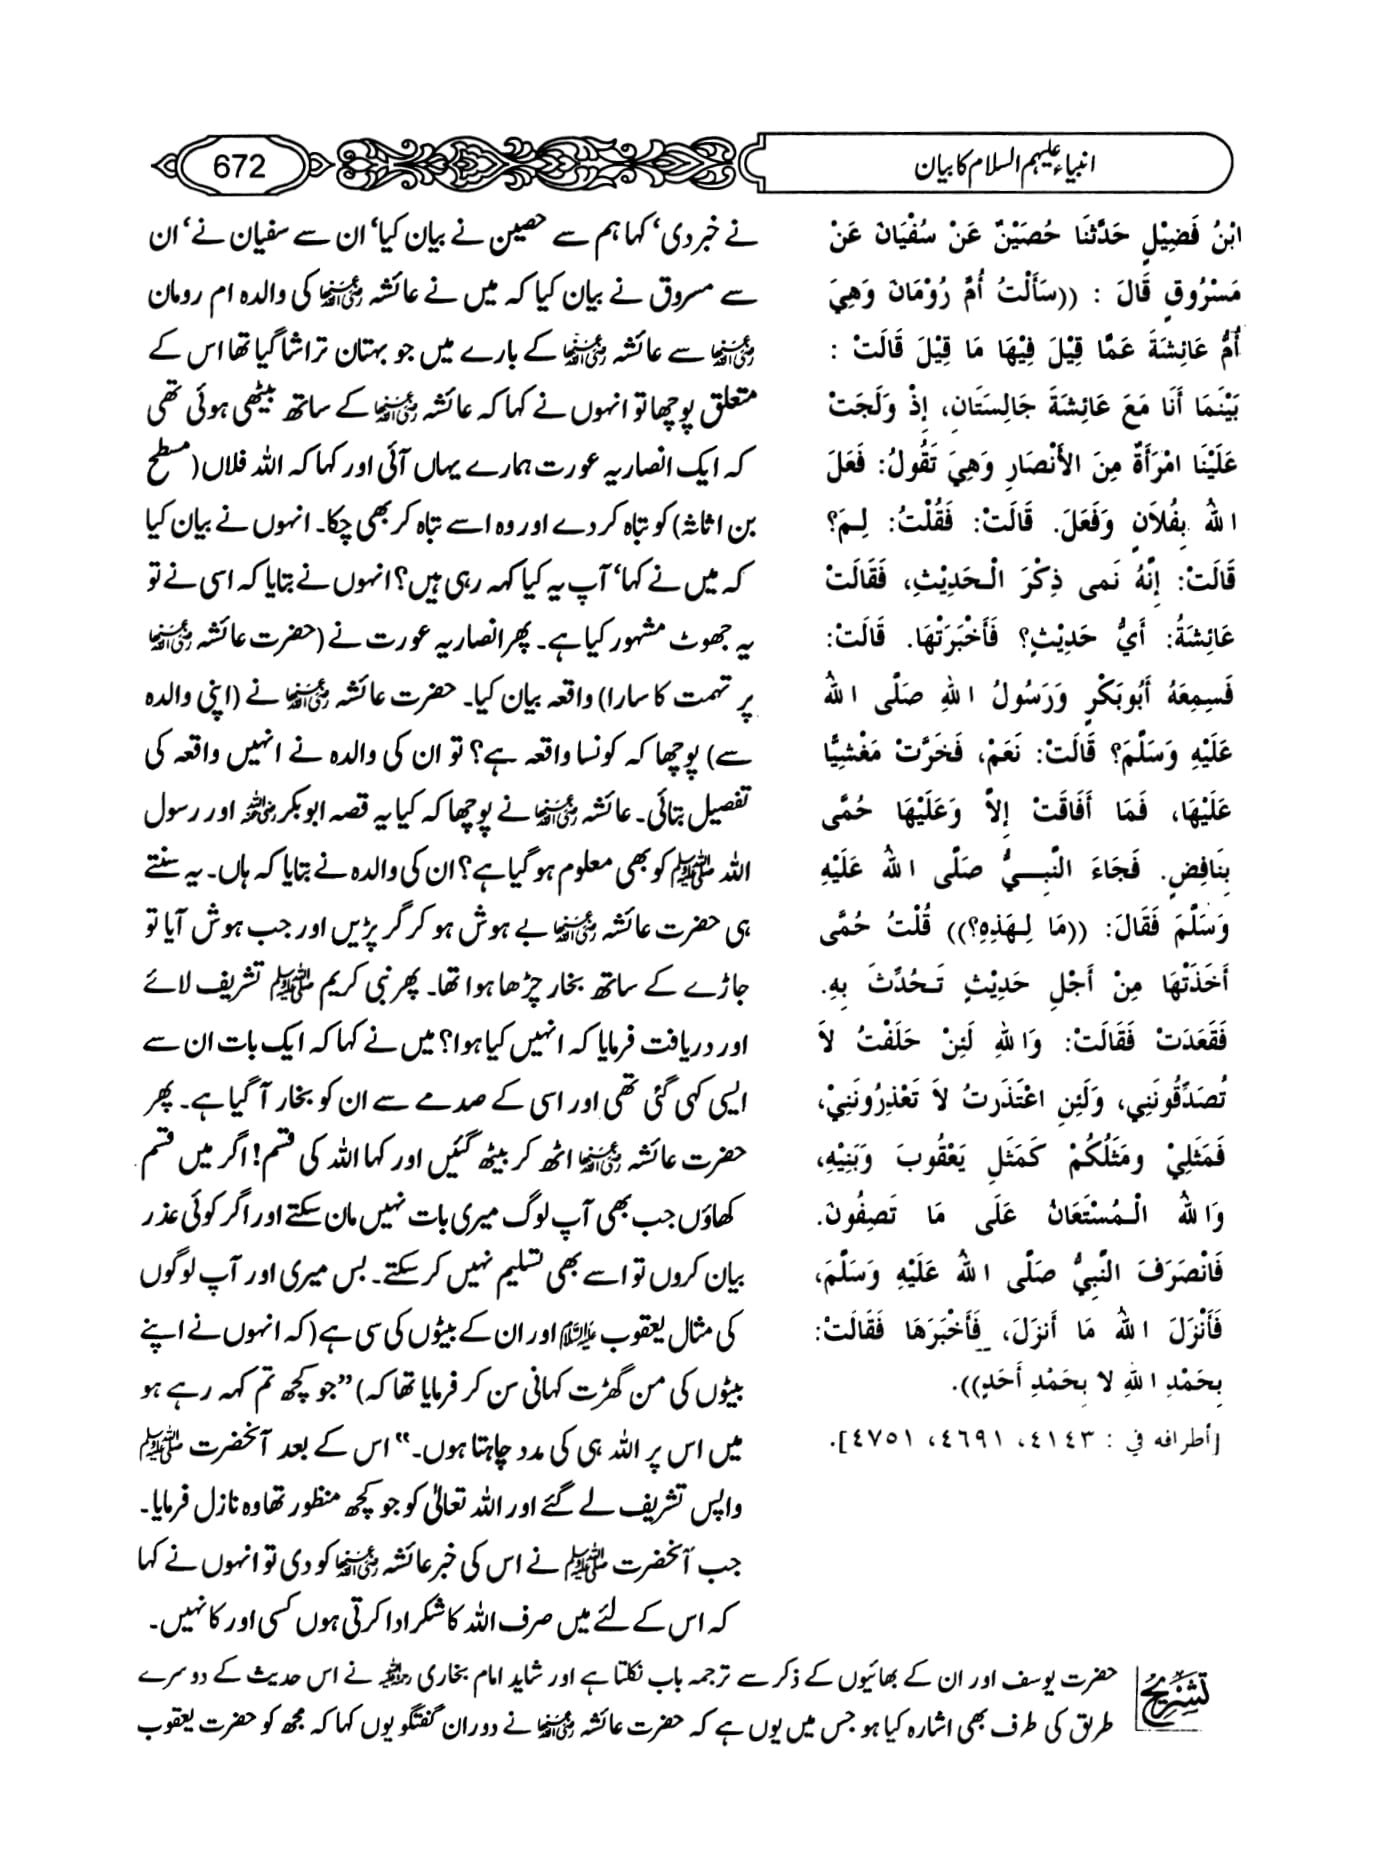 انبیاء علیہم السلام کا بیان
672
ابْنُ فُضَيْلٍ حَدَّثَنَا حُصَيْنٌ عَنْ سُفْيَانَ عَنْ
مَسْرُوقٍ قَالَ : ((سَأَلْتُ أُمَّ رُوْمَانَ وَهِيَ
أُمُّ عَائِشَةَ عَمَّا قِيْلَ فِيْهَا مَا قِيْلَ قَالَتْ :
بَيْنَمَا أَنَا مَعَ عَائِشَةَ جَالِسَتَانِ، إِذْ وَلَجَتْ
عَلَيْنَا امْرَأَةٌ مِنَ الأَنْصَارِ وَهِيَ تَقُولُ: فَعَلَ
اللهُ بِفُلاَنٍ وَفَعَلَ. قَالَتْ: فَقُلْتُ: لِمَ؟
قَالَتْ: إِنَّهُ نَمى ذِكْرَ الْحَدِيْثِ، فَقَالَتْ
عَائِشَةُ: أَيُّ حَدِيْثٍ؟ فَأَخْبَرَتْهَا. قَالَتْ:
فَسِمِعَهُ أَبُوبَكْرٍ وَرَسُولُ اللهِ صَلَّى اللهُ
عَلَيْهِ وَسَلَّمَ؟ قَالَتْ: نَعَمْ، فَخَرَّتْ مَغْشِيًّا
عَلَيْهَا، فَمَا أَفَاقَتْ إِلاَّ وَعَلَيْهَا حُمَّى
بِنَافِضٍ. فَجَاءَ النَّبِيُّ صَلَّى اللهُ عَلَيْهِ
وَسَلَّمَ فَقَالَ: ((مَا لِهَذِهِ؟)) قُلْتُ حُمَّى
أَخَذَتْهَا مِنْ أَجْلِ حَدِيْثٍ تَحُدِّثَ بِهِ.
فَقَعَدَتْ فَقَالَتْ: وَاللهِ لَئِنْ حَلَفْتُ لاَ
تُصَدِّقُونَنِي، وَلَئِنِ اعْتَذَرتُ لاَ تَعْذِرُونَنِيْ،
فَمَثَلِيْ ومَثَلُكُمْ كَمَثَلِ يَعْقُوبَ وَبَنِيْهِ،
وَاللهُ الْمُسْتَعَانُ عَلَى مَا تَصِفُونَ.
فَانْصَرَفَ النَّبيُّ صَلَّى اللهُ عَلَيْهِ وَسَلَّمَ،
فَأَنْزَلَ اللهُ مَا أَنزَلَ، فَأَخْبَرَهَا فَقَالَتْ:
بِحَمْدِ اللهِ لا بِحَمْدِ أَحَدٍ)).
[أطرافه في : ٤١٤٣، ٤٦٩١، ٤٧٥١].
نے خبر دی‘ کہا ہم سے حصین نے بیان کیا‘ ان سے سفیان نے‘ ان
سے مسروق نے بیان کیا کہ میں نے عائشہ رضی اللہ عنہا کی والدہ ام رومان
رضی اللہ عنہا سے عائشہ رضی اللہ عنہا کے بارے میں جو بہتان تراشا گیا تھا اس کے
متعلق پوچھا تو انہوں نے کہا کہ عائشہ رضی اللہ عنہا کے ساتھ بیٹھی ہوئی تھی
کہ ایک انصاریہ عورت ہمارے یہاں آئی اور کہا کہ اللہ فلاں (مسطح
بن اثاثہ) کو تباہ کر دے اور وہ اسے تباہ کر بھی چکا۔ انہوں نے بیان کیا
کہ میں نے کہا‘ آپ یہ کیا کہہ رہی ہیں؟ انہوں نے بتایا کہ اسی نے تو
یہ جھوٹ مشہور کیا ہے۔ پھر انصاریہ عورت نے (حضرت عائشہ رضی اللہ عنہا
پر تہمت کا سارا) واقعہ بیان کیا۔ حضرت عائشہ رضی اللہ عنہا نے (اپنی والدہ
سے) پوچھا کہ کونسا واقعہ ہے؟ تو ان کی والدہ نے انہیں واقعہ کی
تفصیل بتائی۔ عائشہ رضی اللہ عنہا نے پوچھا کہ کیا یہ قصہ ابوبکر رضی اللہ عنہ اور رسول
اللہ صلی اللہ علیہ وسلم کو بھی معلوم ہو گیا ہے؟ ان کی والدہ نے بتایا کہ ہاں۔ یہ سنتے
ہی حضرت عائشہ رضی اللہ عنہا بے ہوش ہو کر گر پڑیں اور جب ہوش آیا تو
جاڑے کے ساتھ بخار چڑھا ہوا تھا۔ پھر نبی کریم صلی اللہ علیہ وسلم تشریف لائے
اور دریافت فرمایا کہ انہیں کیا ہوا؟ میں نے کہا کہ ایک بات ان سے
ایسی کہی گئی تھی اور اسی کے صدمے سے ان کو بخار آ گیا ہے۔ پھر
حضرت عائشہ رضی اللہ عنہا اٹھ کر بیٹھ گئیں اور کہا اللہ کی قسم! اگر میں قسم
کھاؤں جب بھی آپ لوگ میری بات نہیں مان سکتے اور اگر کوئی عذر
بیان کروں تو اسے بھی تسلیم نہیں کر سکتے۔ بس میری اور آپ لوگوں
کی مثال یعقوب علیہ السلام اور ان کے بیٹوں کی سی ہے (کہ انہوں نے اپنے
بیٹوں کی من گھڑت کہانی سن کر فرمایا تھا کہ) ”جو کچھ تم کہہ رہے ہو
میں اس پر اللہ ہی کی مدد چاہتا ہوں۔“ اس کے بعد آنحضرت صلی اللہ علیہ وسلم
واپس تشریف لے گئے اور اللہ تعالیٰ کو جو کچھ منظور تھا وہ نازل فرمایا۔
جب آنحضرت صلی اللہ علیہ وسلم نے اس کی خبر عائشہ رضی اللہ عنہا کو دی تو انہوں نے کہا
کہ اس کے لئے میں صرف اللہ کا شکر ادا کرتی ہوں کسی اور کا نہیں۔
تشریح
حضرت یوسف اور ان کے بھائیوں کے ذکر سے ترجمہ باب نکلتا ہے اور شاید امام بخاری رحمہ اللہ نے اس حدیث کے دوسرے
طریق کی طرف بھی اشارہ کیا ہو جس میں یوں ہے کہ حضرت عائشہ رضی اللہ عنہا نے دوران گفتگو یوں کہا کہ مجھ کو حضرت یعقوب